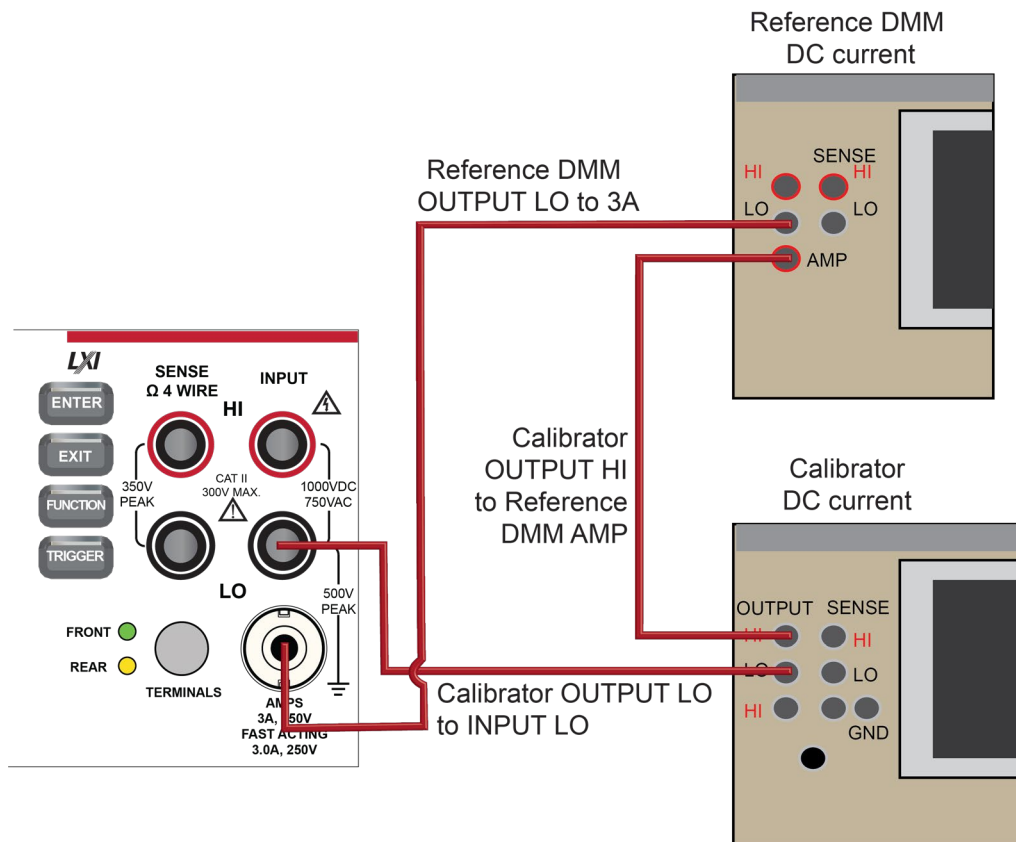 Reference DMM
DC current
SENSE
HI
HI
LO
LO
AMP
Reference DMM
OUTPUT LO to 3A
LXI
ENTER
EXIT
FUNCTION
TRIGGER
SENSE
Ω 4 WIRE
INPUT
HI
350V
PEAK
CAT II
300V MAX.
1000VDC
750VAC
LO
500V
PEAK
FRONT
REAR
TERMINALS
AMPS
3A, 250V
FAST ACTING
3.0A, 250V
Calibrator
OUTPUT HI
to Reference
DMM AMP
Calibrator OUTPUT LO
to INPUT LO
Calibrator
DC current
OUTPUT
SENSE
HI
HI
LO
LO
HI
GND